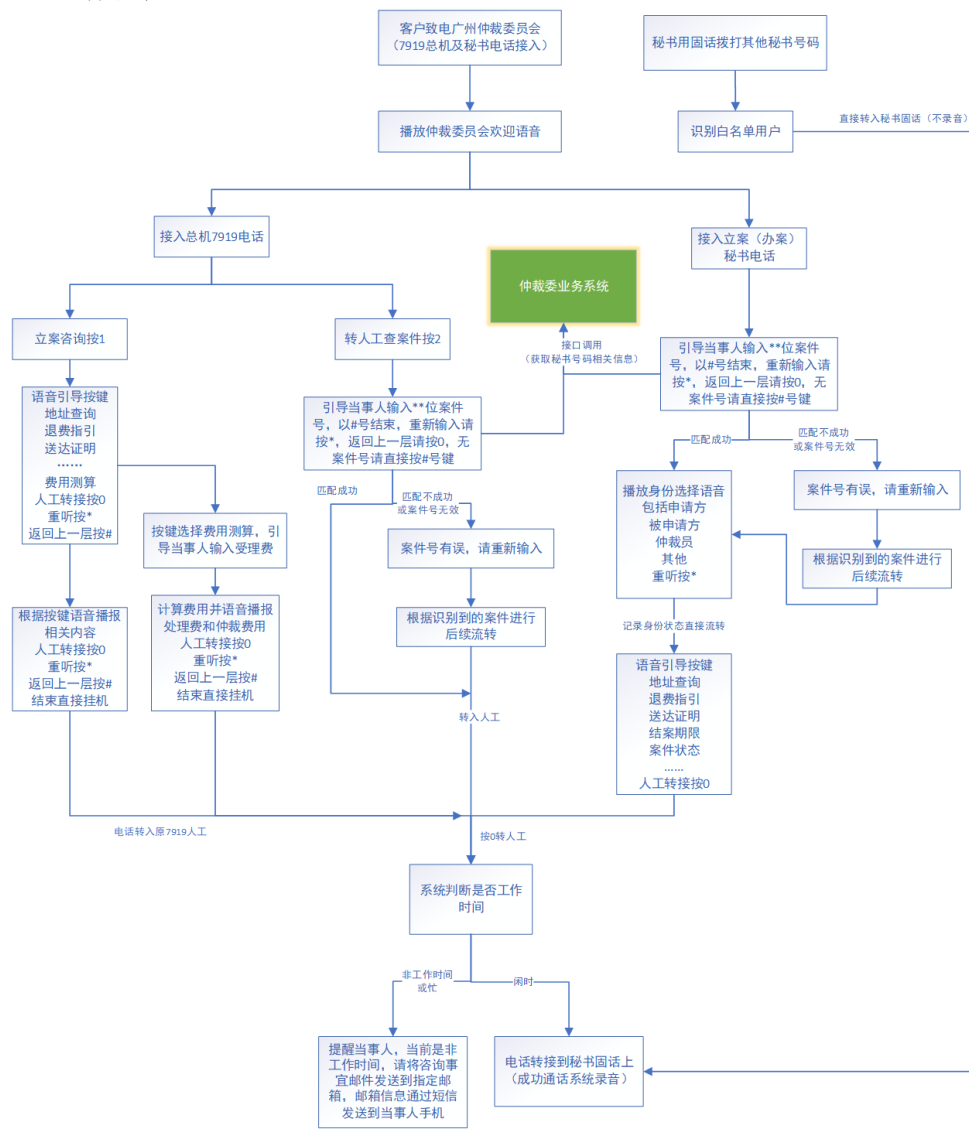 客户致电广州仲裁委员会
（7919总机及秘书电话接入）
秘书用固话拨打其他秘书号码
播放仲裁委员会欢迎语音
识别白名单用户
直接转入秘书固话（不录音）
接入总机7919电话
接入立案（办案）
秘书电话
仲裁委业务系统
立案咨询按1
转人工查案件按2
接口调用
（获取秘书号码相关信息）
引导当事人输入**位案件
号，以#号结束，重新输入请
按*，返回上一层请按0，无
案件号请直接按#号键
语音引导按键
地址查询
退费指引
送达证明
……
费用测算
人工转接按0
重听按*
返回上一层按#
引导当事人输入**位案件
号，以#号结束，重新输入请
按*，返回上一层请按0，无
案件号请直接按#号键
匹配成功
匹配不成功
或案件号无效
匹配成功
匹配不成功
或案件号无效
播放身份选择语音
包括申请方
被申请方
仲裁员
其他
重听按*
案件号有误，请重新输入
按键选择费用测算，引
导当事人输入受理费
案件号有误，请重新输入
根据识别到的案件进行
后续流转
根据按键语音播报
相关内容
人工转接按0
重听按*
返回上一层按#
结束直接挂机
计算费用并语音播报
处理费和仲裁费用
人工转接按0
重听按*
返回上一层按#
结束直接挂机
根据识别到的案件进行
后续流转
记录身份状态直接流转
语音引导按键
地址查询
退费指引
送达证明
结案期限
案件状态
……
人工转接按0
转入人工
电话转入原7919人工
按0转人工
系统判断是否工作
时间
非工作时间
或忙
闲时
提醒当事人，当前是非
工作时间，请将咨询事
宜邮件发送到指定邮
箱，邮箱信息通过短信
发送到当事人手机
电话转接到秘书固话上
（成功通话系统录音）